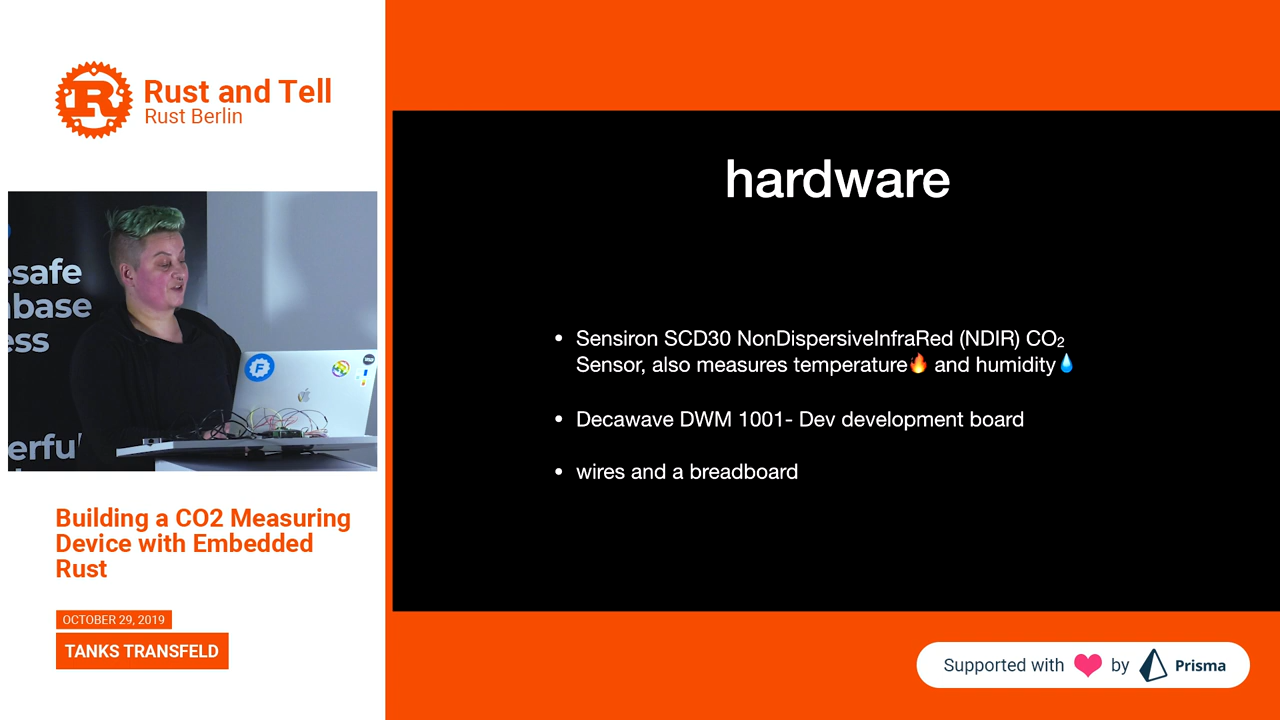 Rust and Tell
Rust Berlin
esafe
abase
ess
erful
F
Building a CO2 Measuring
Device with Embedded
Rust
OCTOBER 29, 2019
TANKS TRANSFELD
hardware
• Sensiron SCD30 NonDispersiveInfraRed (NDIR) CO₂
Sensor, also measures temperature🔥 and humidity💧
• Decawave DWM 1001- Dev development board
• wires and a breadboard
Supported with ❤ by Prisma